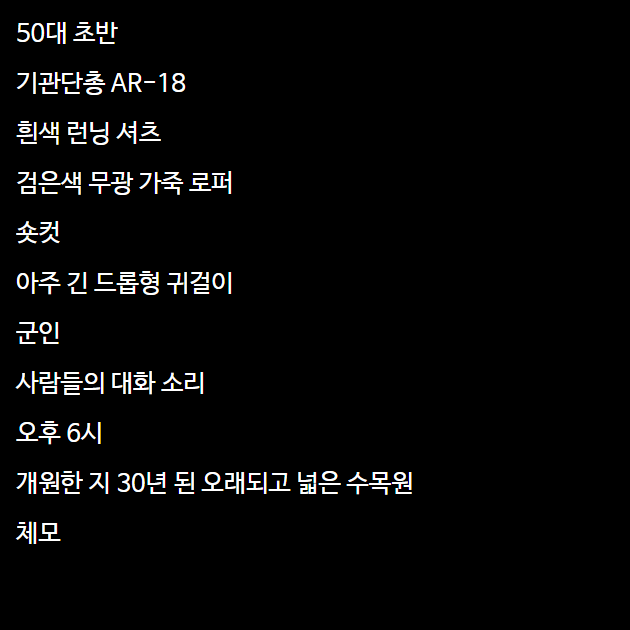 50대 초반
기관단총 AR-18
흰색 런닝 셔츠
검은색 무광 가죽 로퍼
숏컷
아주 긴 드롭형 귀걸이
군인
사람들의 대화 소리
오후 6시
개원한 지 30년 된 오래되고 넓은 수목원
체모